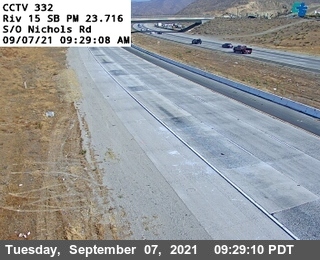 CCTV 332
Riv 15 SB PM 23.716
S/O Nichols Rd
09/07/21 09:29:08 AM
Tuesday, September 07, 2021 09:29:10 PDT